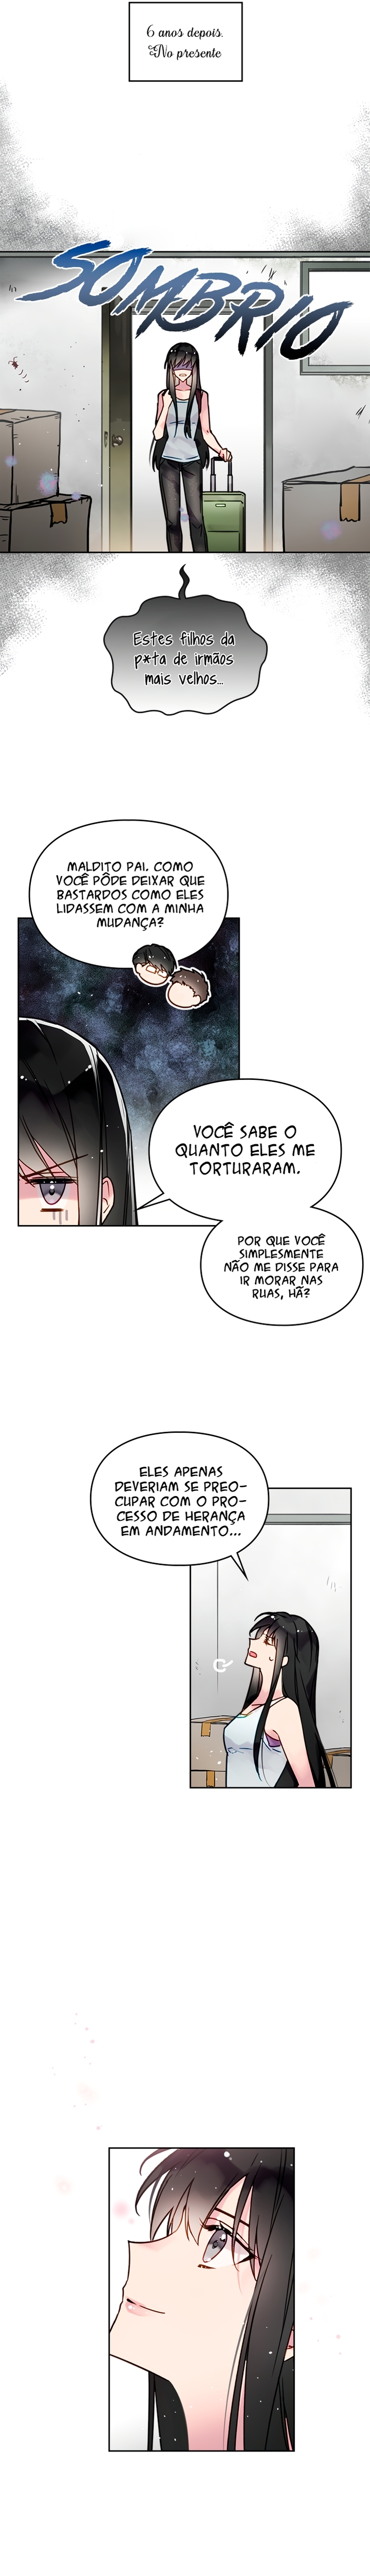 6 anos depois.
No presente
SOMBRIO
Estes filhos da
p*ta de irmãos
mais velhos...
MALDITO PAI. COMO
VOCÊ PÔDE DEIXAR QUE
BASTARDOS COMO ELES
LIDASSEM COM A MINHA
MUDANÇA?
VOCÊ SABE O
QUANTO ELES ME
TORTURARAM.
POR QUE VOCÊ
SIMPLESMENTE
NÃO ME DISSE PARA
IR MORAR NAS
RUAS, HÃ?
ELES APENAS
DEVERIAM SE PREO-
CUPAR COM O PRO-
CESSO DE HERANÇA
EM ANDAMENTO...